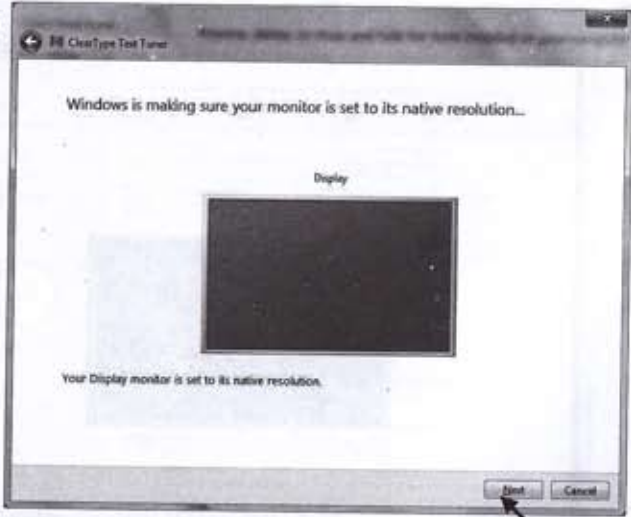 ClearType Text Tuner
Windows is making sure your monitor is set to its native resolution...
Display
Your Display monitor is set to its native resolution.
Next
Cancel